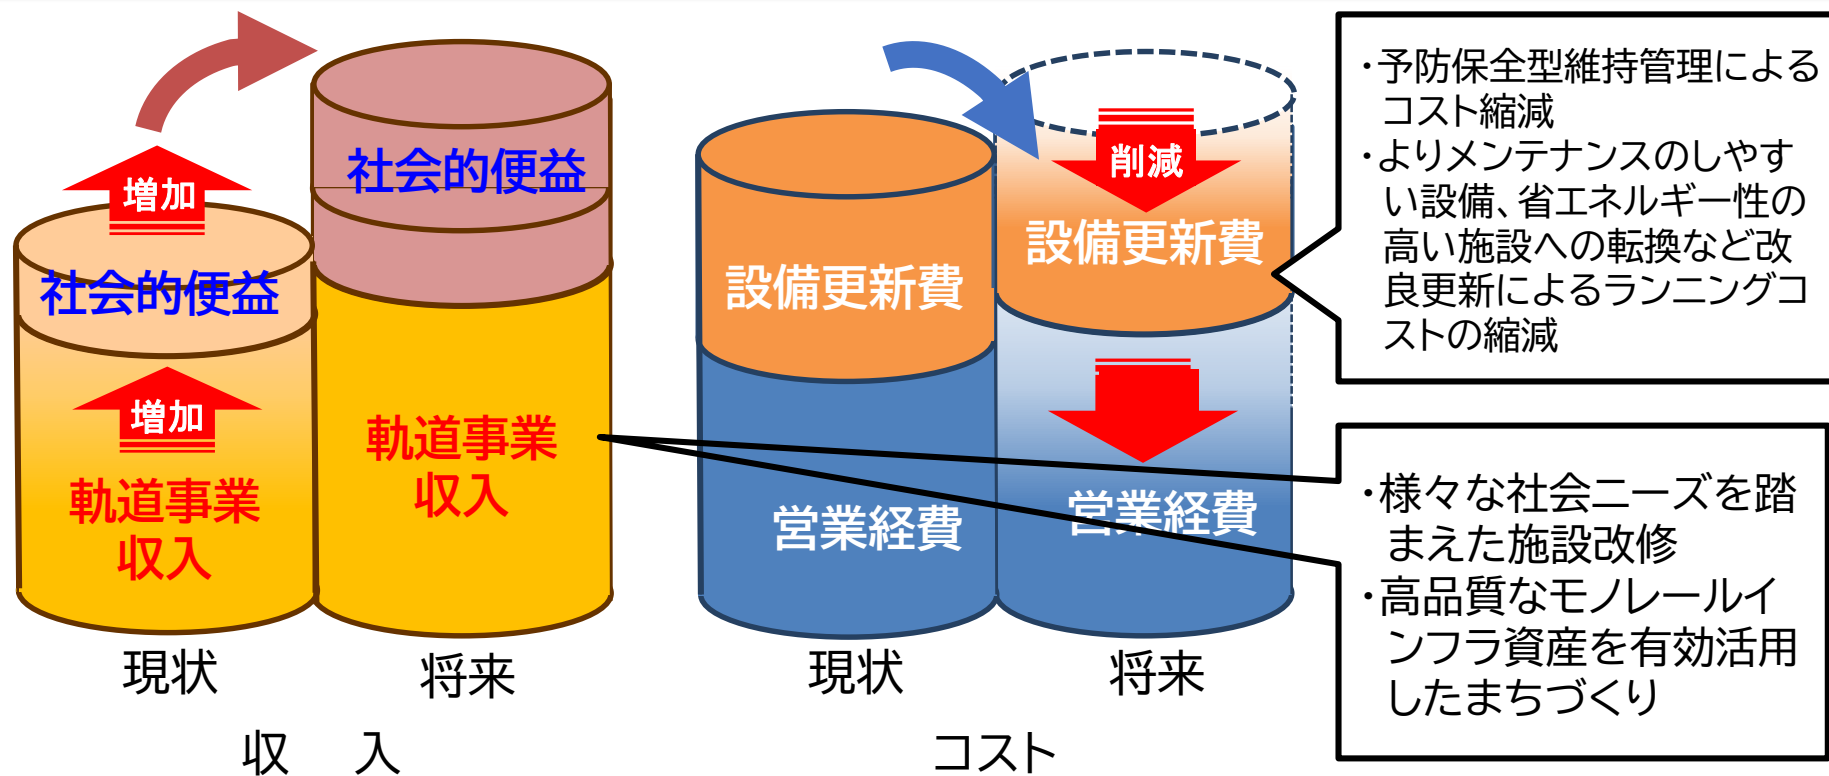 増加
社会的便益
増加
軌道事業
収入
現状
社会的便益
軌道事業
収入
将来
収　入
設備更新費
営業経費
現状
削減
設備更新費
営業経費
将来
コスト
・予防保全型維持管理による
コスト縮減
・よりメンテナンスのしやす
い設備、省エネルギー性の
高い施設への転換など改
良更新によるランニングコ
ストの縮減
・様々な社会ニーズを踏
まえた施設改修
・高品質なモノレールイ
ンフラ資産を有効活用
したまちづくり